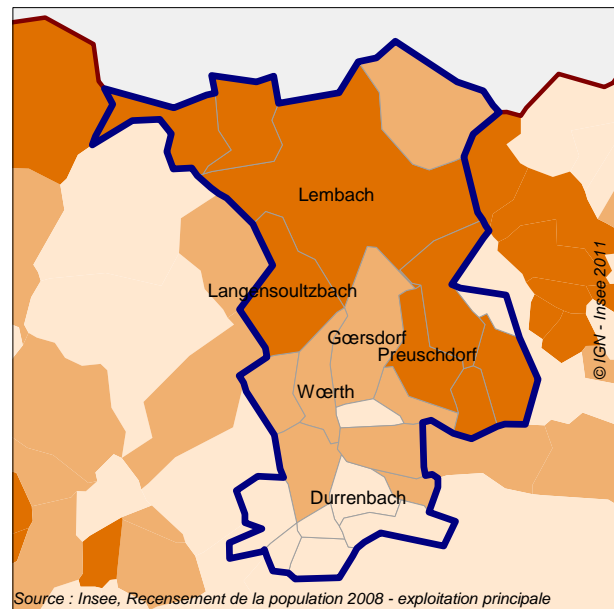 Lembach
Langensoultzbach
Gœrsdorf
Preuschdorf
Wœrth
Durrenbach
© IGN - Insee 2011
Source : Insee, Recensement de la population 2008 - exploitation principale